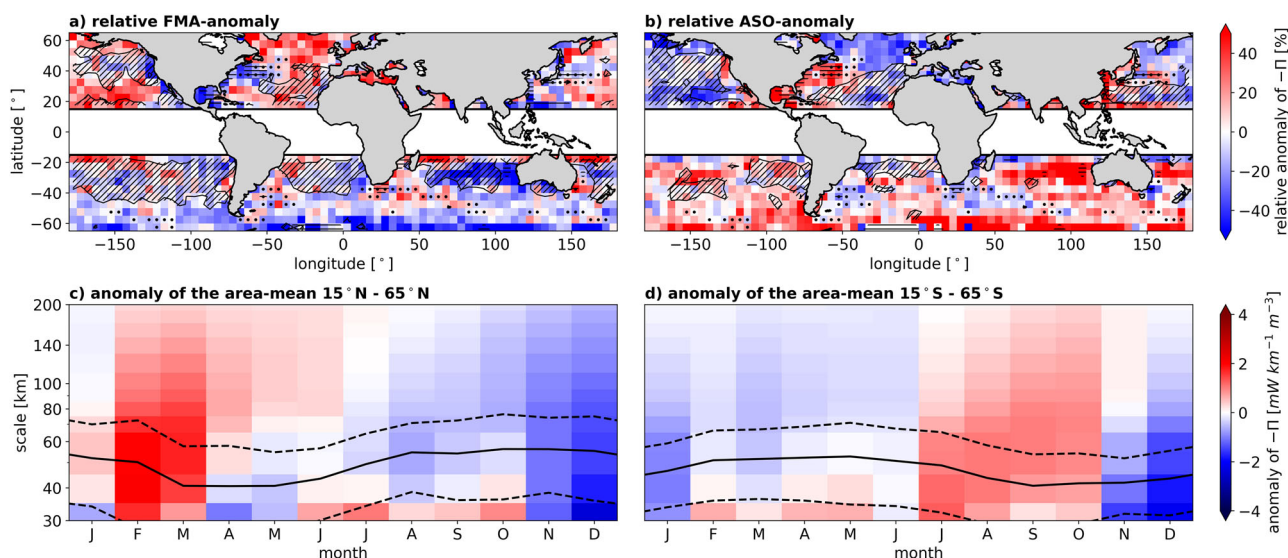 a) relative FMA-anomaly
b) relative ASO-anomaly
60
40
20
0
−20
−40
−60
latitude [°]
−150 −100 −50 0 50 100 150
longitude [°]
−150 −100 −50 0 50 100 150
longitude [°]
40
20
0
−20
−40
relative anomaly of −Π [%]
c) anomaly of the area-mean 15°N - 65°N
d) anomaly of the area-mean 15°S - 65°S
200
140
100
80
60
40
30
scale [km]
J F M A M J J A S O N D
month
J F M A M J J A S O N D
month
4
2
0
−2
−4
anomaly of −Π [mW km⁻¹ m⁻³]